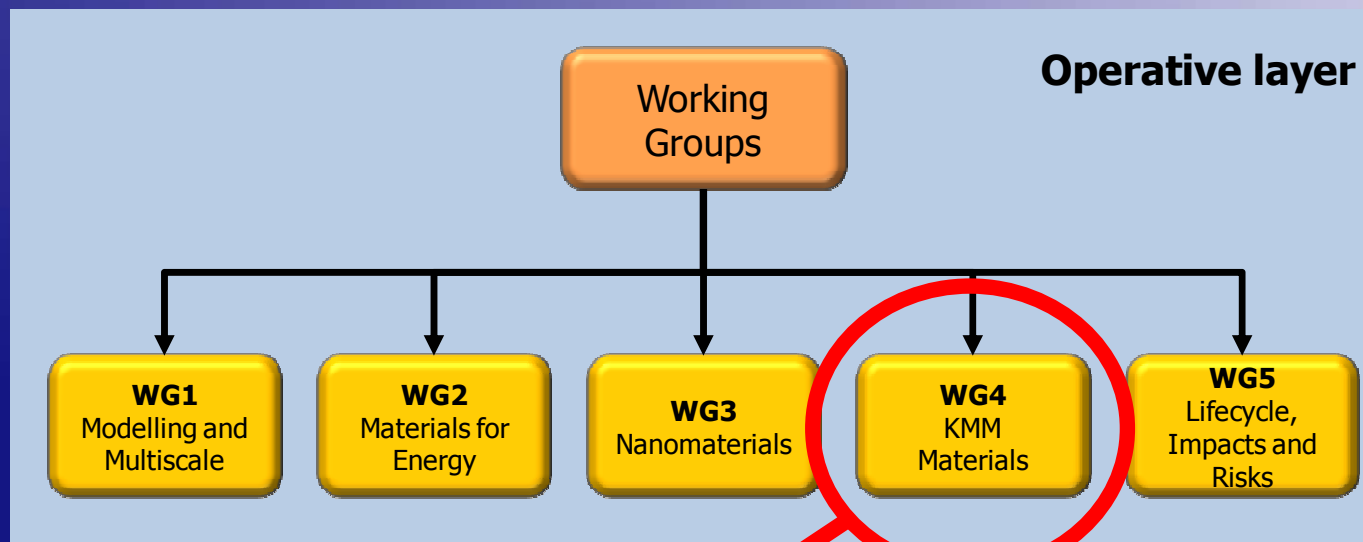 Operative layer
Working
Groups
WG1
Modelling and
Multiscale
WG2
Materials for
Energy
WG3
Nanomaterials
WG4
KMM
Materials
WG5
Lifecycle,
Impacts and
Risks